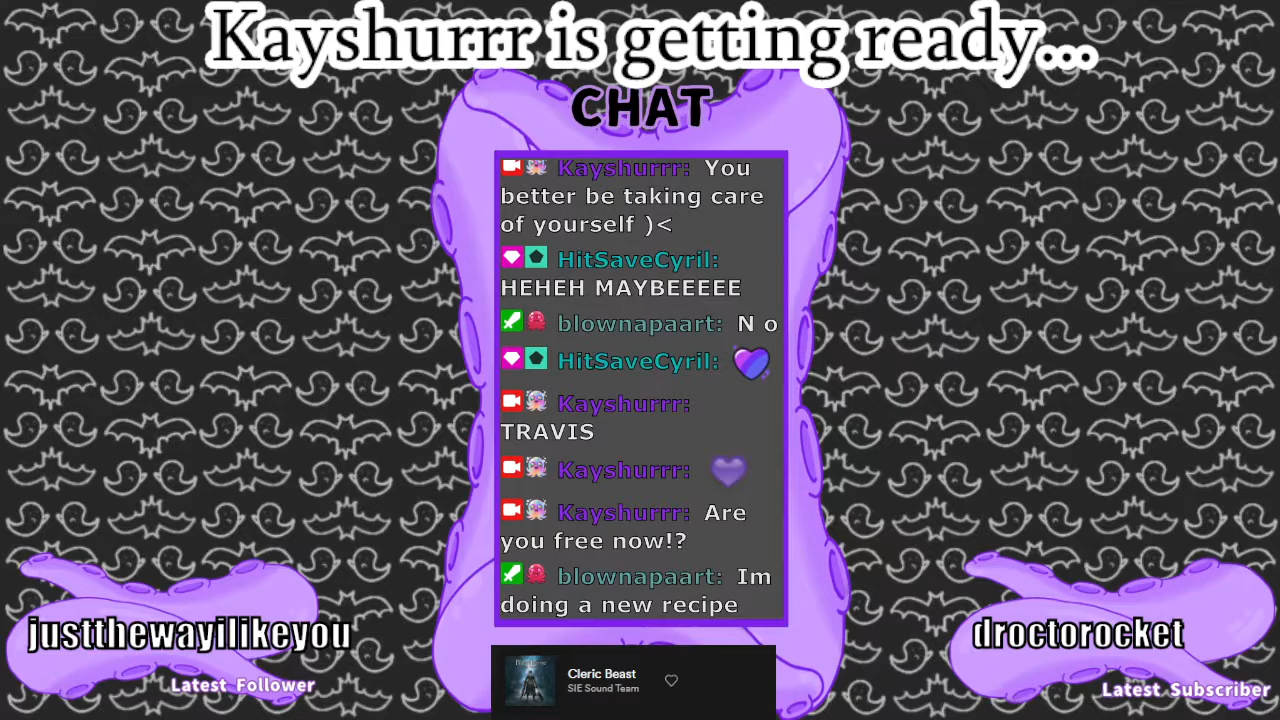 Kayshurrr is getting ready...
CHAT
Kayshurrr: You
better be taking care
of yourself )<
HitSaveCyril:
HEHEH MAYBEEEEE
blownapaart: N o
HitSaveCyril:
Kayshurrr:
TRAVIS
Kayshurrr:
Kayshurrr: Are
you free now!?
blownapaart: Im
doing a new recipe
justthewayilikeyou
Latest Follower
droctorocket
Latest Subscriber
Cleric Beast
SIE Sound Team